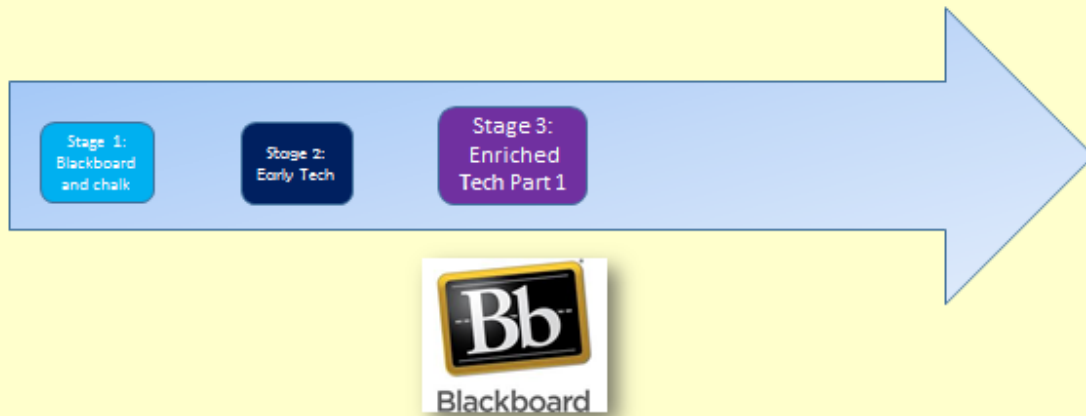 Stage 1:
Blackboard
and chalk
Stage 2:
Early Tech
Stage 3:
Enriched
Tech Part 1
Bb
Blackboard